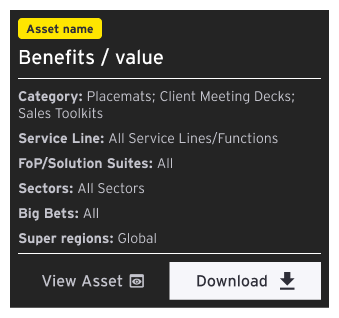 Asset name
Benefits / value
Category: Placemats; Client Meeting Decks;
Sales Toolkits
Service Line: All Service Lines/Functions
FoP/Solution Suites: All
Sectors: All Sectors
Big Bets: All
Super regions: Global
View Asset
Download